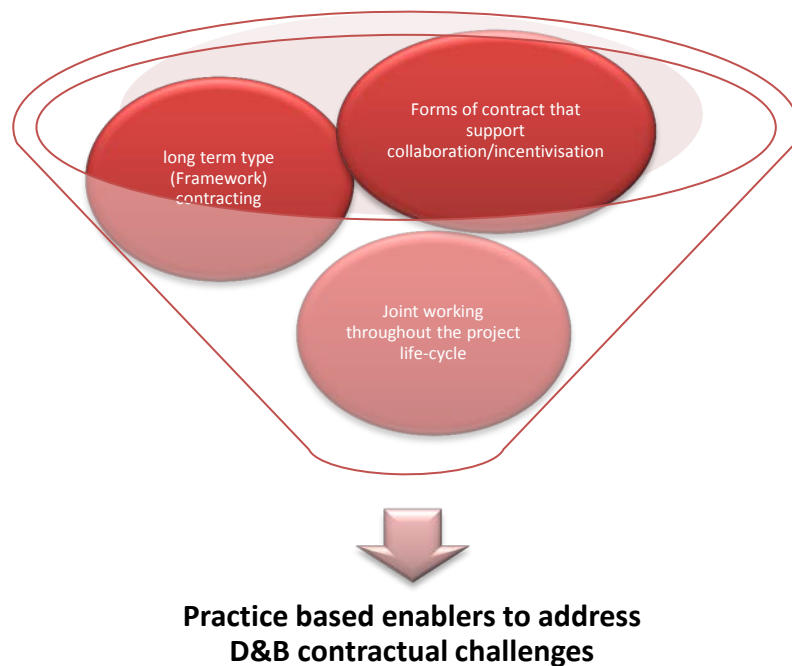 Forms of contract that
support
collaboration/incentivisation
long term type
(Framework)
contracting
Joint working
throughout the project
life-cycle
Practice based enablers to address
D&B contractual challenges